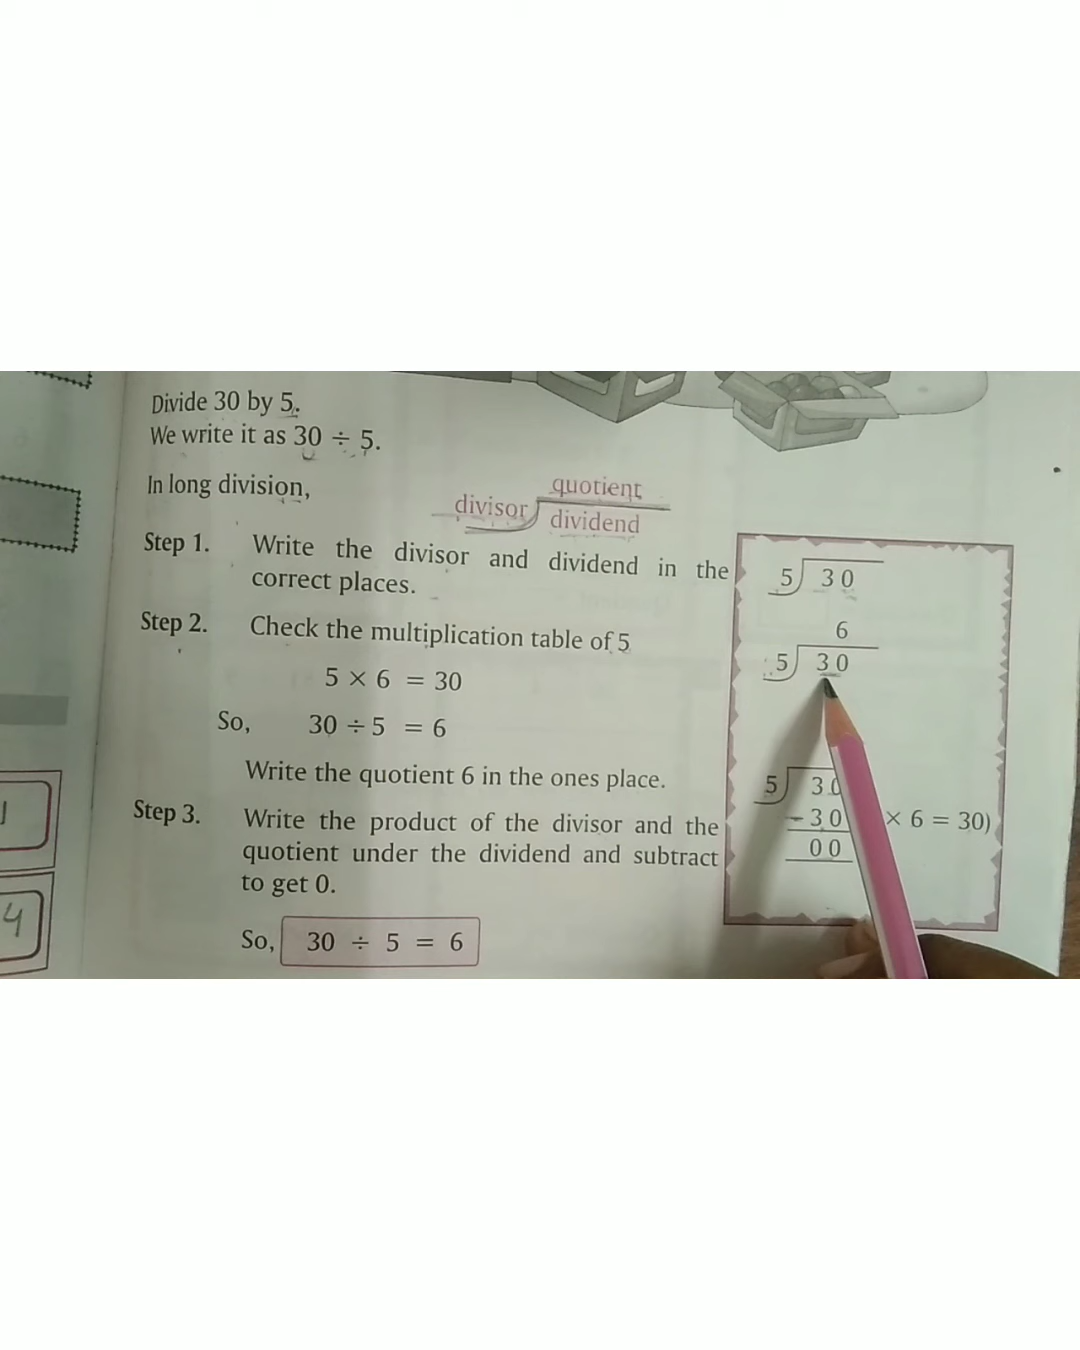 Divide 30 by 5.
We write it as 30 ÷ 5.
In long division,
quotient
divisor dividend
Step 1. Write the divisor and dividend in the
correct places.
5 30
Step 2. Check the multiplication table of 5
5 × 6 = 30
So, 30 ÷ 5 = 6
Write the quotient 6 in the ones place.
6
5 30
Step 3. Write the product of the divisor and the
quotient under the dividend and subtract
to get 0.
5 30
- 30 × 6 = 30)
00
So, 30 ÷ 5 = 6
4